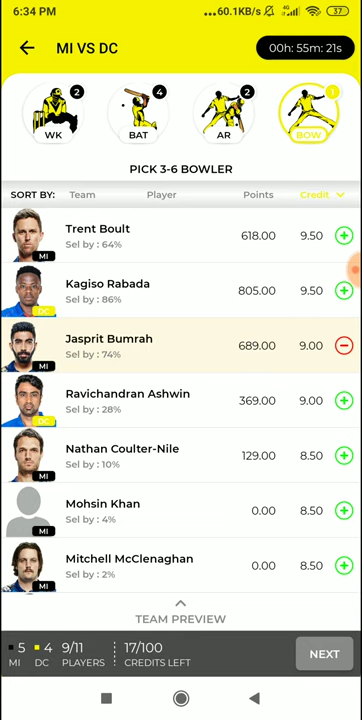 6:34 PM
...60.1KB/s 4G 37
MI VS DC
00h: 55m: 21s
2 4 2 1
WK BAT AR BOW
PICK 3-6 BOWLER
SORT BY: Team Player Points Credit
Trent Boult
Sel by : 64%
618.00 9.50
MI
Kagiso Rabada
Sel by : 86%
805.00 9.50
DC
Jasprit Bumrah
Sel by : 74%
689.00 9.00
MI
Ravichandran Ashwin
Sel by : 28%
369.00 9.00
DC
Nathan Coulter-Nile
Sel by : 10%
129.00 8.50
MI
Mohsin Khan
Sel by : 4%
0.00 8.50
MI
Mitchell McClenaghan
Sel by : 2%
0.00 8.50
MI
TEAM PREVIEW
5 4 9/11 17/100
MI DC PLAYERS CREDITS LEFT
NEXT